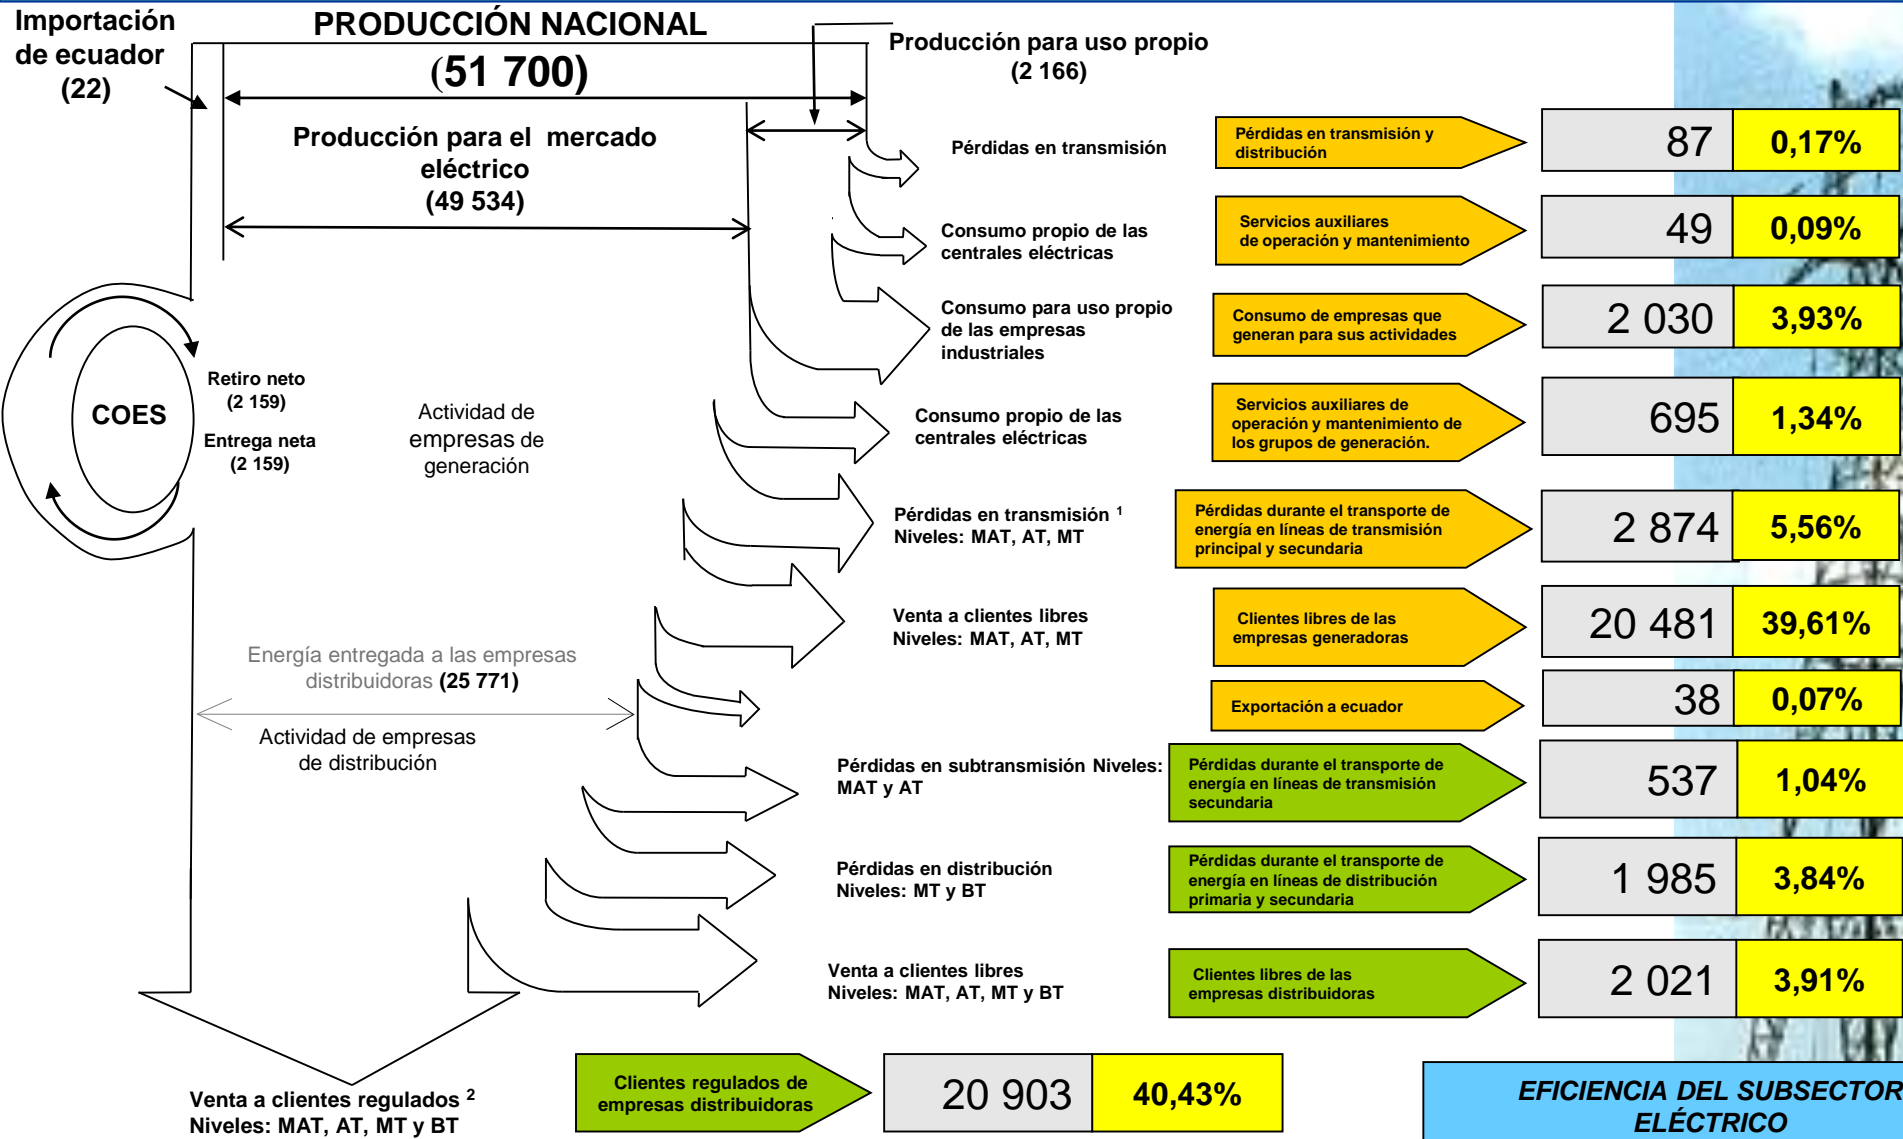 Importación
de ecuador
(22)
PRODUCCIÓN NACIONAL
(51 700)
Producción para uso propio
(2 166)
Producción para el mercado
eléctrico
(49 534)
Pérdidas en transmisión
Pérdidas en transmisión y
distribución
87
0,17%
Consumo propio de las
centrales eléctricas
Servicios auxiliares
de operación y mantenimiento
49
0,09%
Consumo para uso propio
de las empresas
industriales
Consumo de empresas que
generan para sus actividades
2 030
3,93%
COES
Retiro neto
(2 159)
Entrega neta
(2 159)
Actividad de
empresas de
generación
Consumo propio de las
centrales eléctricas
Servicios auxiliares de
operación y mantenimiento de
los grupos de generación.
695
1,34%
Pérdidas en transmisión 1
Niveles: MAT, AT, MT
Pérdidas durante el transporte de
energía en líneas de transmisión
principal y secundaria
2 874
5,56%
Venta a clientes libres
Niveles: MAT, AT, MT
Clientes libres de las
empresas generadoras
20 481
39,61%
Energía entregada a las empresas
distribuidoras (25 771)
Actividad de empresas
de distribución
Exportación a ecuador
38
0,07%
Pérdidas en subtransmisión Niveles:
MAT y AT
Pérdidas durante el transporte de
energía en líneas de transmisión
secundaria
537
1,04%
Pérdidas en distribución
Niveles: MT y BT
Pérdidas durante el transporte de
energía en líneas de distribución
primaria y secundaria
1 985
3,84%
Venta a clientes libres
Niveles: MAT, AT, MT y BT
Clientes libres de las
empresas distribuidoras
2 021
3,91%
Venta a clientes regulados 2
Niveles: MAT, AT, MT y BT
Clientes regulados de
empresas distribuidoras
20 903
40,43%
EFICIENCIA DEL SUBSECTOR
ELÉCTRICO